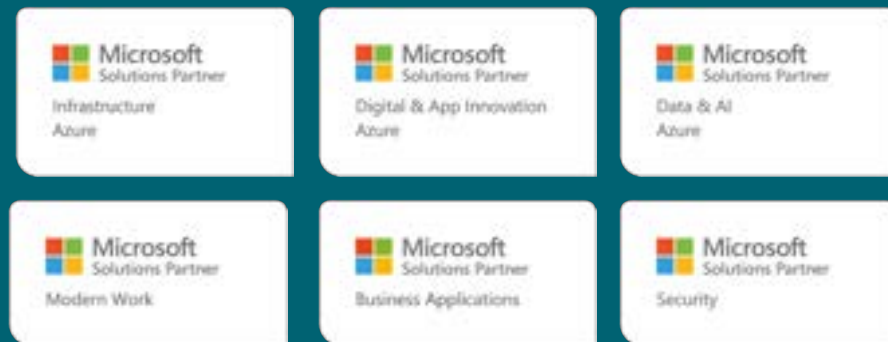 Microsoft
Solutions Partner
Infrastructure
Azure
Microsoft
Solutions Partner
Digital & App Innovation
Azure
Microsoft
Solutions Partner
Data & AI
Azure
Microsoft
Solutions Partner
Modern Work
Microsoft
Solutions Partner
Business Applications
Microsoft
Solutions Partner
Security